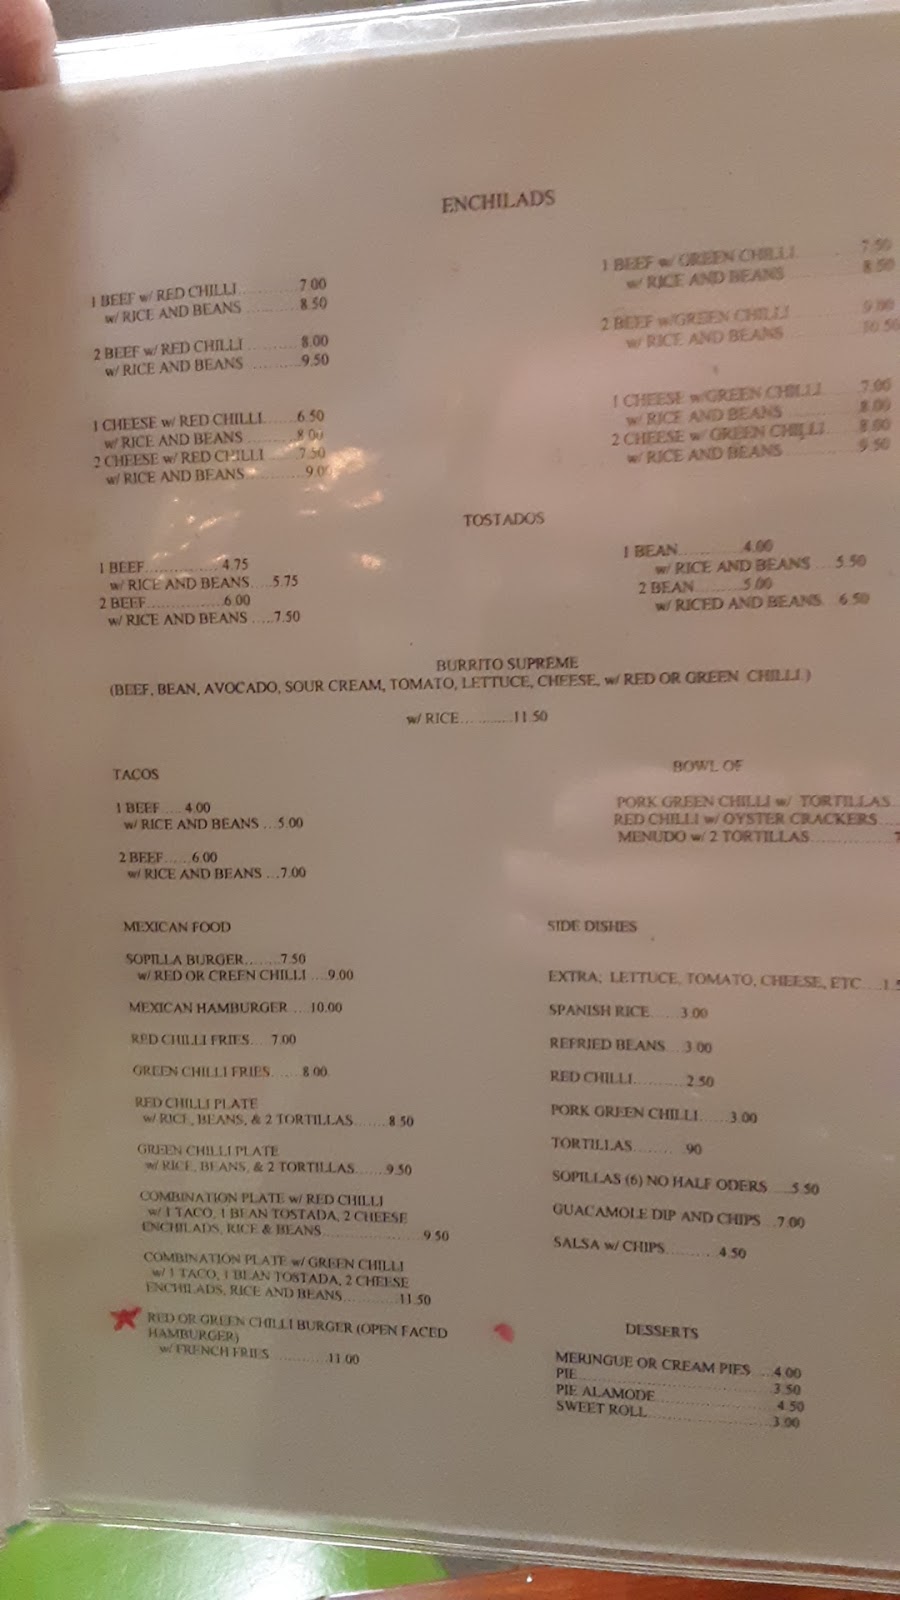 ENCHILADS
1 BEEF w/ RED CHILLI.............7.00
w/ RICE AND BEANS ............8.50
2 BEEF w/ RED CHILLI ............8.00
w/ RICE AND BEANS ............9.50
1 CHEESE w/ RED CHILLI.......6.50
w/ RICE AND BEANS ..........8.00
2 CHEESE w/ RED CHILLI .......7.50
w/ RICE AND BEANS.............9.0
1 BEEF w/ GREEN CHILLI.............7.50
w/ RICE AND BEANS ............8.50
2 BEEF w/GREEN CHILLI ............9.00
w/ RICE AND BEANS ............10.50
1 CHEESE w/GREEN CHILLI.......7.00
w/ RICE AND BEANS ............8.00
2 CHEESE w/ GREEN CHILLI.......8.00
w/ RICE AND BEANS ............9.50
TOSTADOS
1 BEEF..................4.75
w/ RICE AND BEANS.....5.75
2 BEEF...................6.00
w/ RICE AND BEANS .....7.50
1 BEAN...............4.00
w/ RICE AND BEANS ....5.50
2 BEAN............5.00
w/ RICED AND BEANS.. 6.50
BURRITO SUPREME
(BEEF, BEAN, AVOCADO, SOUR CREAM, TOMATO, LETTUCE, CHEESE, w/ RED OR GREEN CHILLI.)
w/ RICE.............11.50
TACOS
1 BEEF .....4.00
w/ RICE AND BEANS ...5.00
2 BEEF.......6.00
w/ RICE AND BEANS ...7.00
BOWL OF
PORK GREEN CHILLI w/ TORTILLAS..
RED CHILLI w/ OYSTER CRACKERS.....
MENUDO w/ 2 TORTILLAS....................7
MEXICAN FOOD
SOPILLA BURGER.........7.50
w/ RED OR CREEN CHILLI ....9.00
MEXICAN HAMBURGER ....10.00
RED CHILLI FRIES.... 7.00
GREEN CHILLI FRIES........8.00
RED CHILLI PLATE
w/ RICE, BEANS, & 2 TORTILLAS........8.50
GREEN CHILLI PLATE
w/ RICE, BEANS, & 2 TORTILLAS.......9.50
COMBINATION PLATE w/ RED CHILLI
w/ 1 TACO, 1 BEAN TOSTADA, 2 CHEESE
ENCHILADS, RICE & BEANS.........................9.50
COMBINATION PLATE w/ GREEN CHILLI
w/ 1 TACO, 1 BEAN TOSTADA, 2 CHEESE
ENCHILADS, RICE AND BEANS..............11.50
RED OR GREEN CHILLI BURGER (OPEN FACED
HAMBURGER)
w/ FRENCH FRIES ..............11.00
SIDE DISHES
EXTRA, LETTUCE, TOMATO, CHEESE, ETC....1.5
SPANISH RICE.......3.00
REFRIED BEANS....3.00
RED CHILLI............2.50
PORK GREEN CHILLI.......3.00
TORTILLAS......... .90
SOPILLAS (6) NO HALF ODERS .....5.50
GUACAMOLE DIP AND CHIPS ...7.00
SALSA w/ CHIPS.............4.50
DESSERTS
MERINGUE OR CREAM PIES ....4.00
PIE................................................3.50
PIE ALAMODE.............................4.50
SWEET ROLL..............................3.00